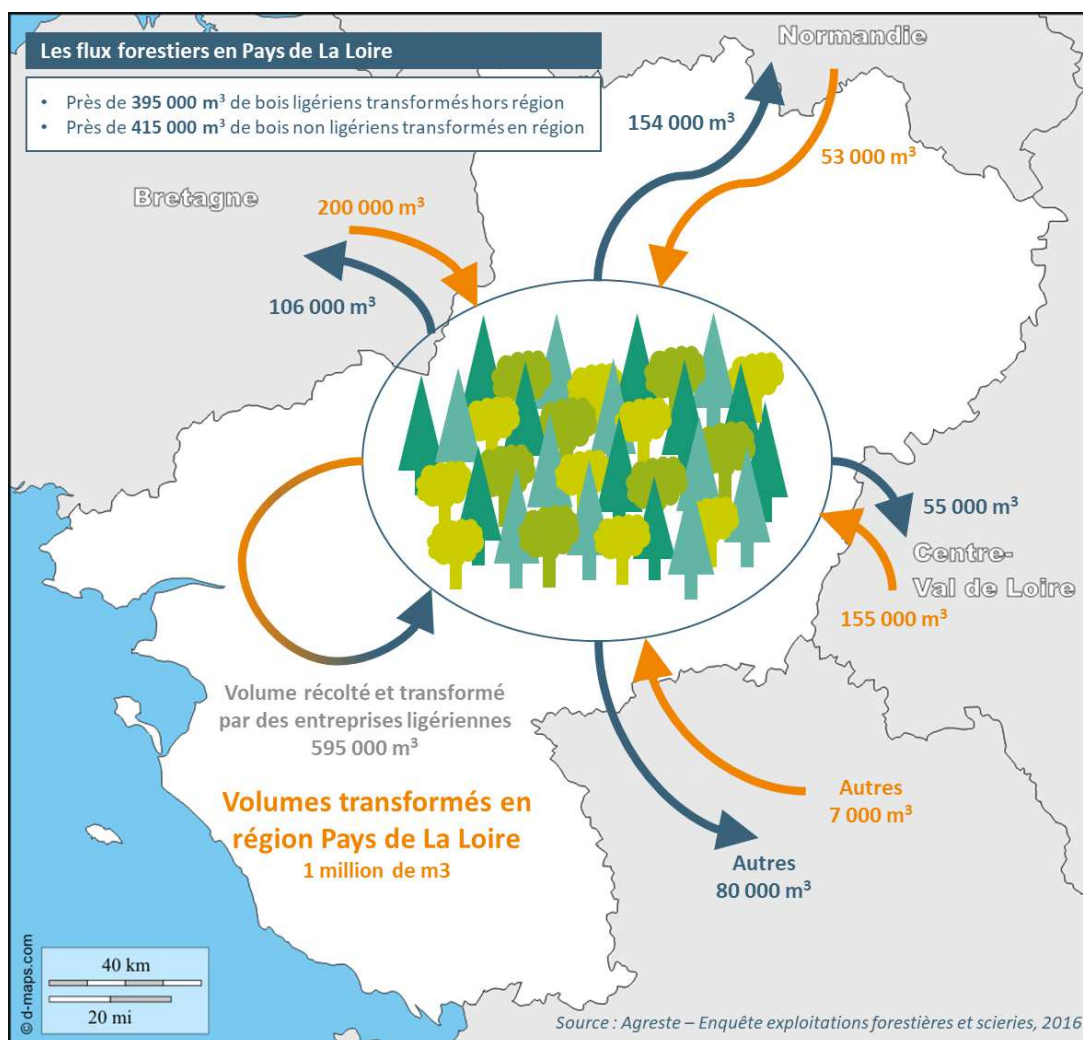 Les flux forestiers en Pays de La Loire
• Près de 395 000 m³ de bois ligériens transformés hors région
• Près de 415 000 m³ de bois non ligériens transformés en région
Normandie
154 000 m³
53 000 m³
Bretagne
200 000 m³
106 000 m³
55 000 m³
Centre-
Val de Loire
155 000 m³
Volume récolté et transformé
par des entreprises ligériennes
595 000 m³
Volumes transformés en
région Pays de La Loire
1 million de m3
Autres
7 000 m³
Autres
80 000 m³
40 km
20 mi
© d-maps.com
Source : Agreste – Enquête exploitations forestières et scieries, 2016